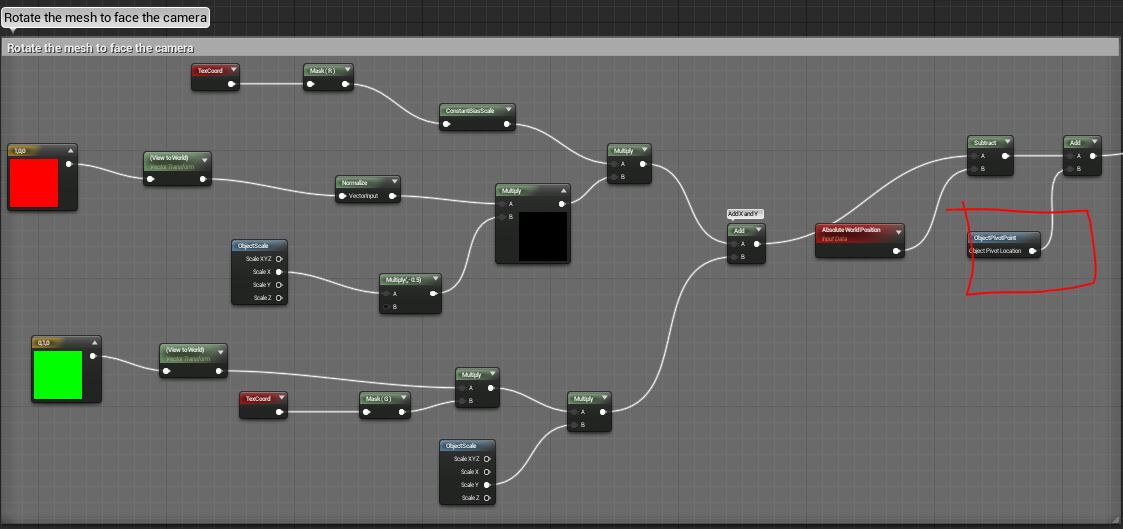 Rotate the mesh to face the camera
Rotate the mesh to face the camera
TexCoord
Mask ( R )
ConstantBiasScale
1,0,0
(View to World)
Vector Transform
Normalize
VectorInput
Multiply
A
B
Multiply
A
B
ObjectScale
Scale XYZ
Scale X
Scale Y
Scale Z
Multiply(,-0.5)
A
B
Add X and Y
Add
A
B
Absolute World Position
Input Data
Subtract
A
B
Add
A
B
ObjectPivotPoint
Object Pivot Location
0,1,0
(View to World)
Vector Transform
TexCoord
Mask ( G )
Multiply
A
B
Multiply
A
B
ObjectScale
Scale XYZ
Scale X
Scale Y
Scale Z